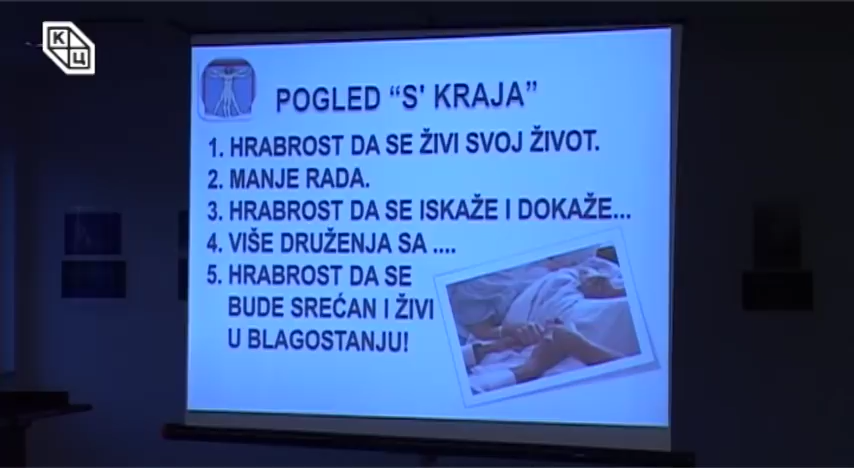 КЦ
POGLED “S' KRAJA”
1. HRABROST DA SE ŽIVI SVOJ ŽIVOT.
2. MANJE RADA.
3. HRABROST DA SE ISKAŽE I DOKAŽE...
4. VIŠE DRUŽENJA SA ....
5. HRABROST DA SE
BUDE SREĆAN I ŽIVI
U BLAGOSTANJU!